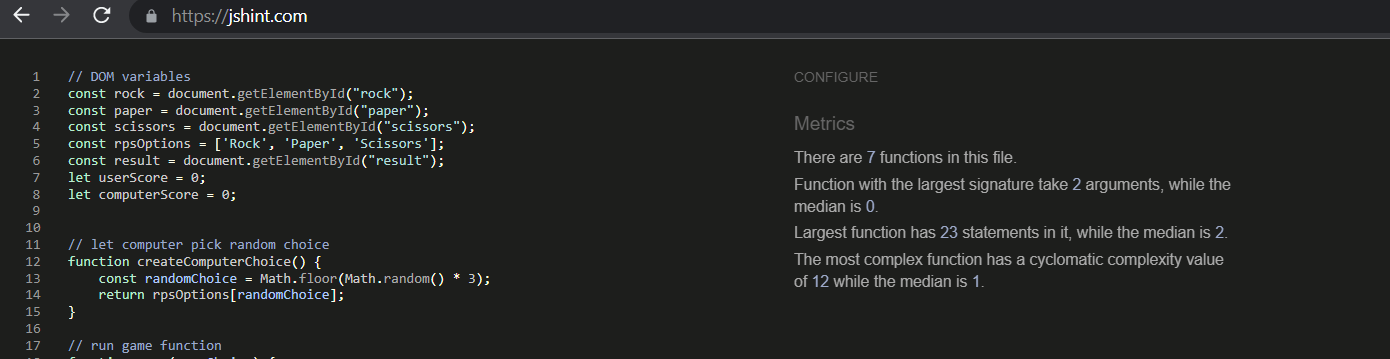 https://jshint.com
1 // DOM variables
2 const rock = document.getElementById("rock");
3 const paper = document.getElementById("paper");
4 const scissors = document.getElementById("scissors");
5 const rpsOptions = ['Rock', 'Paper', 'Scissors'];
6 const result = document.getElementById("result");
7 let userScore = 0;
8 let computerScore = 0;
9
10
11 // let computer pick random choice
12 function createComputerChoice() {
13 const randomChoice = Math.floor(Math.random() * 3);
14 return rpsOptions[randomChoice];
15 }
16
17 // run game function
CONFIGURE
Metrics
There are 7 functions in this file.
Function with the largest signature take 2 arguments, while the
median is 0.
Largest function has 23 statements in it, while the median is 2.
The most complex function has a cyclomatic complexity value
of 12 while the median is 1.